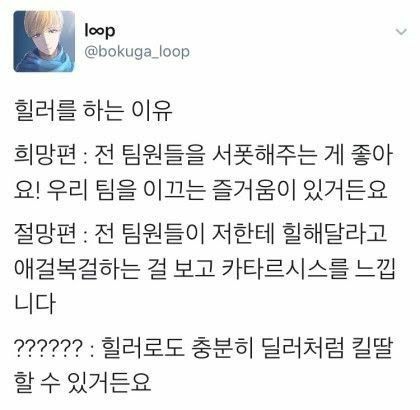 l∞p
@bokuga_loop
힐러를 하는 이유
희망편 : 전 팀원들을 서폿해주는 게 좋아
요! 우리 팀을 이끄는 즐거움이 있거든요
절망편 : 전 팀원들이 저한테 힐해달라고
애걸복걸하는 걸 보고 카타르시스를 느낍
니다
?????? : 힐러로도 충분히 딜러처럼 킬딸
할 수 있거든요